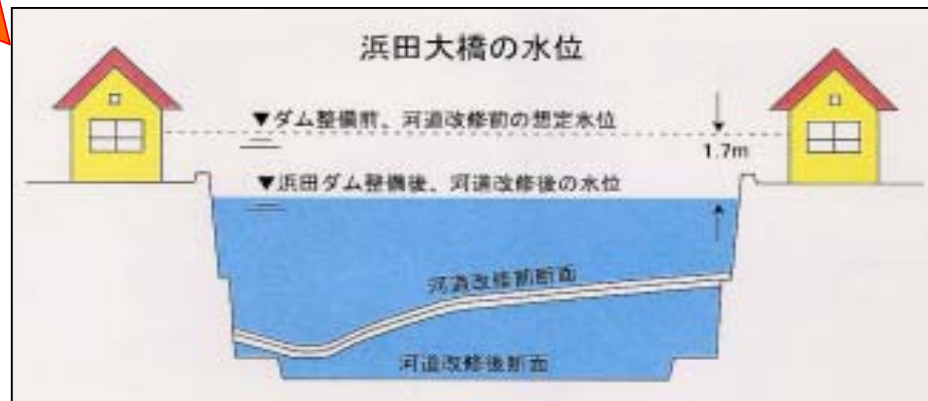 浜田大橋の水位
▼ダム整備前、河道改修前の想定水位
1.7m
▼浜田ダム整備後、河道改修後の水位
河道改修前断面
河道改修後断面